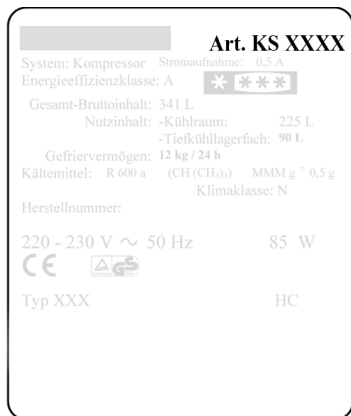 Art. KS XXXX
System: Kompressor Stromaufnahme: 0,5 A
Energieeffizienzklasse: A
Gesamt-Bruttoinhalt: 341 L
Nutzinhalt: -Kühlraum: 225 L
-Tiefkühllagerfach: 90 L
Gefriervermögen: 12 kg / 24 h
Kältemittel: R 600 a (CH (CH₃)₃) MMM g ± 0,5 g
Klimaklasse: N
Herstellnummer:
220 - 230 V ~ 50 Hz 85 W
CE GS
Typ XXX HC